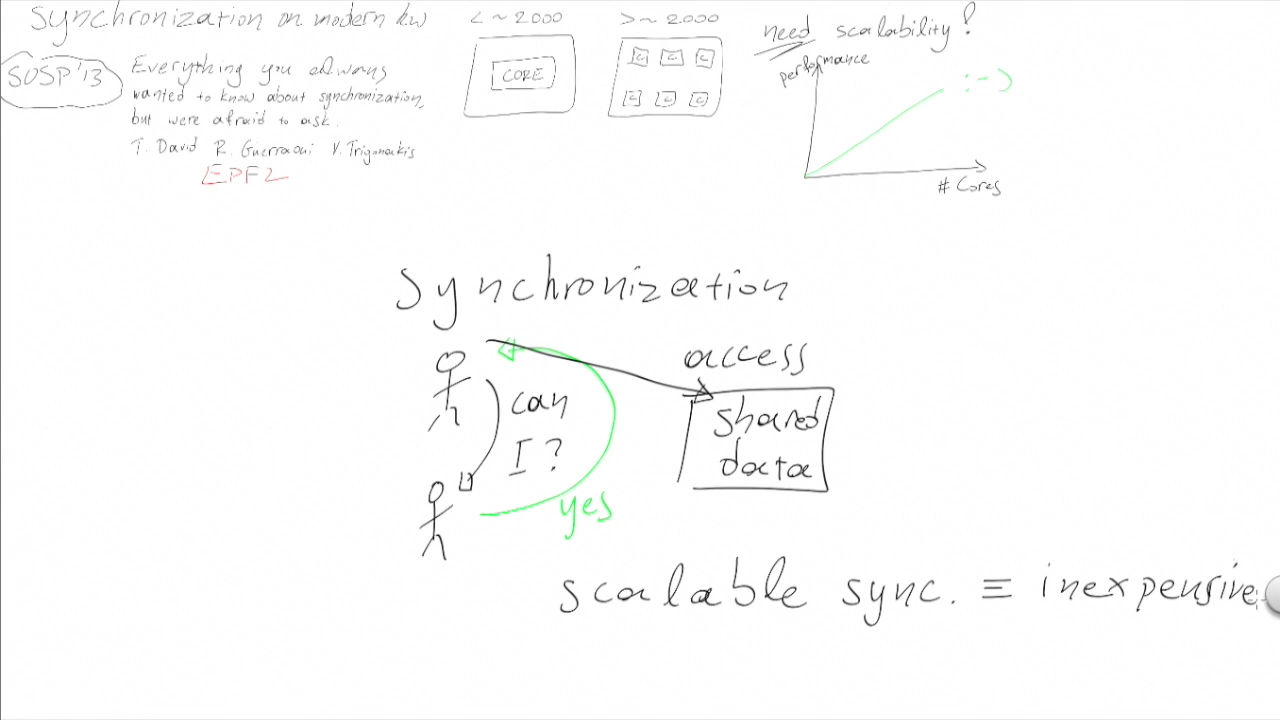 Synchronization on modern hw
SOSP '13
Everything you always
wanted to know about synchronization,
but were afraid to ask.
T. David R. Guerraoui V. Trigonakis
EPFL
< ~ 2000
CORE
> ~ 2000
C C C
C C C
need scalability!
performance
:-)
# Cores
Synchronization
can
I?
yes
access
shared
data
scalable sync. ≡ inexpensive